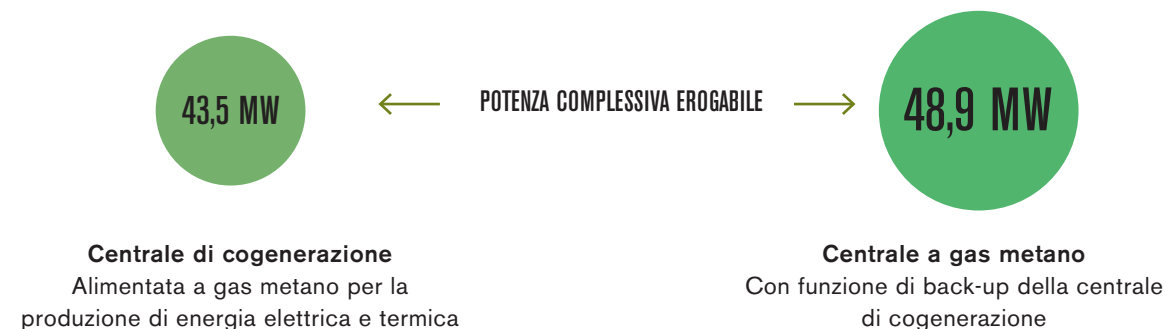 43,5 MW
POTENZA COMPLESSIVA EROGABILE
48,9 MW
Centrale di cogenerazione
Alimentata a gas metano per la
produzione di energia elettrica e termica
Centrale a gas metano
Con funzione di back-up della centrale
di cogenerazione